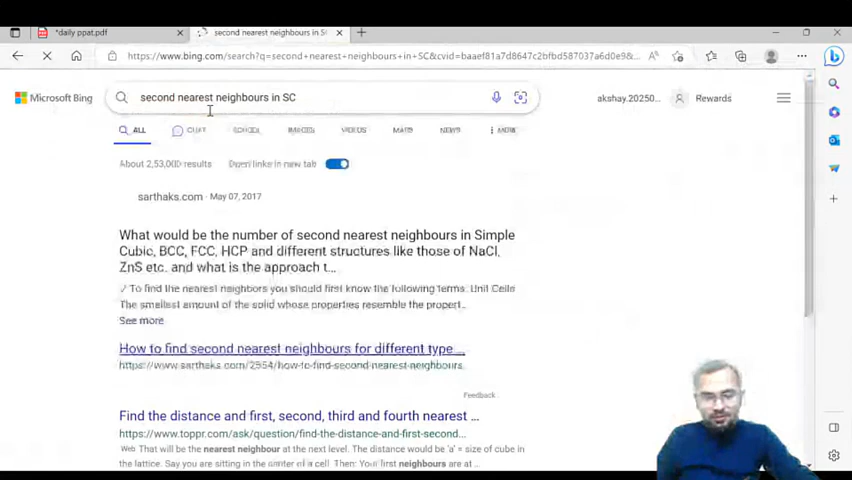 *daily ppat.pdf
second nearest neighbours in SC
https://www.bing.com/search?q=second+nearest+neighbours+in+SC&cvid=baaef81a7d8647c2bfbd587037a6d0e9&...
Microsoft Bing
second nearest neighbours in SC
akshay.20250...
Rewards
ALL
CHAT
SCHOOL
IMAGES
VIDEOS
MAPS
NEWS
MORE
About 2,53,000 results
Open links in new tab
sarthaks.com · May 07, 2017
What would be the number of second nearest neighbours in Simple
Cubic, BCC, FCC, HCP and different structures like those of NaCl,
ZnS etc. and what is the approach t...
✓ To find the nearest neighbors you should first know the following terms: Unit Cells
The smallest amount of the solid whose properties resemble the propert...
See more
How to find second nearest neighbours for different type ...
https://www.sarthaks.com/2554/how-to-find-second-nearest-neighbours...
Feedback
Find the distance and first, second, third and fourth nearest ...
https://www.toppr.com/ask/question/find-the-distance-and-first-second...
Web That will be the nearest neighbour at the next level. The distance would be 'a' = size of cube in
the lattice. Say you are sitting in the center of a cell. Then: Your first neighbours are at ...